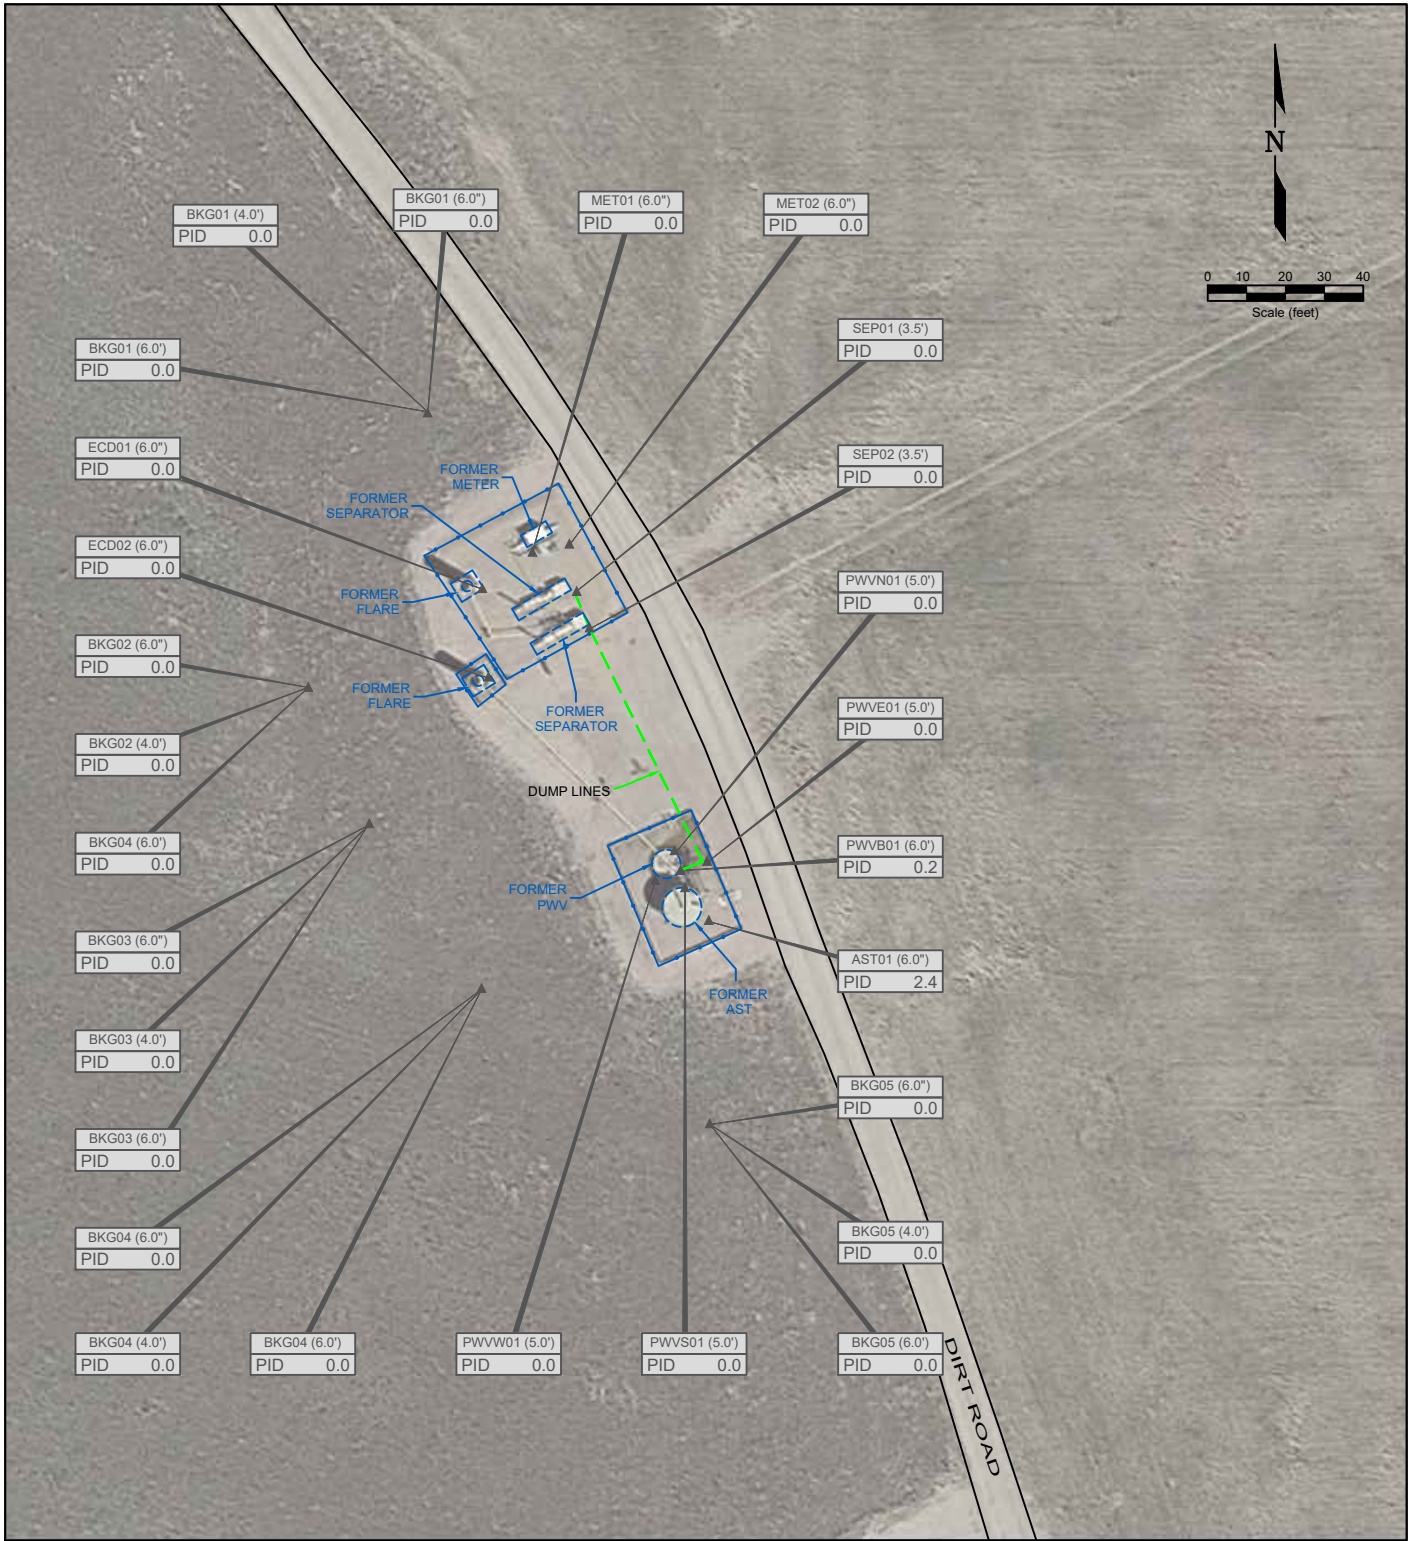 N
0 10 20 30 40
Scale (feet)
BKG01 (4.0')
PID 0.0
BKG01 (6.0")
PID 0.0
MET01 (6.0")
PID 0.0
MET02 (6.0")
PID 0.0
BKG01 (6.0')
PID 0.0
SEP01 (3.5')
PID 0.0
ECD01 (6.0")
PID 0.0
SEP02 (3.5')
PID 0.0
FORMER
METER
FORMER
SEPARATOR
ECD02 (6.0")
PID 0.0
FORMER
FLARE
PWVN01 (5.0')
PID 0.0
BKG02 (6.0")
PID 0.0
FORMER
FLARE
FORMER
SEPARATOR
PWVE01 (5.0')
PID 0.0
BKG02 (4.0')
PID 0.0
DUMP LINES
BKG04 (6.0')
PID 0.0
PWVB01 (6.0')
PID 0.2
FORMER
PWV
BKG03 (6.0")
PID 0.0
AST01 (6.0")
PID 2.4
FORMER
AST
BKG03 (4.0')
PID 0.0
BKG05 (6.0")
PID 0.0
BKG03 (6.0')
PID 0.0
BKG04 (6.0")
PID 0.0
BKG05 (4.0')
PID 0.0
BKG04 (4.0')
PID 0.0
BKG04 (6.0')
PID 0.0
PWVW01 (5.0')
PID 0.0
PWVS01 (5.0')
PID 0.0
BKG05 (6.0')
PID 0.0
DIRT ROAD